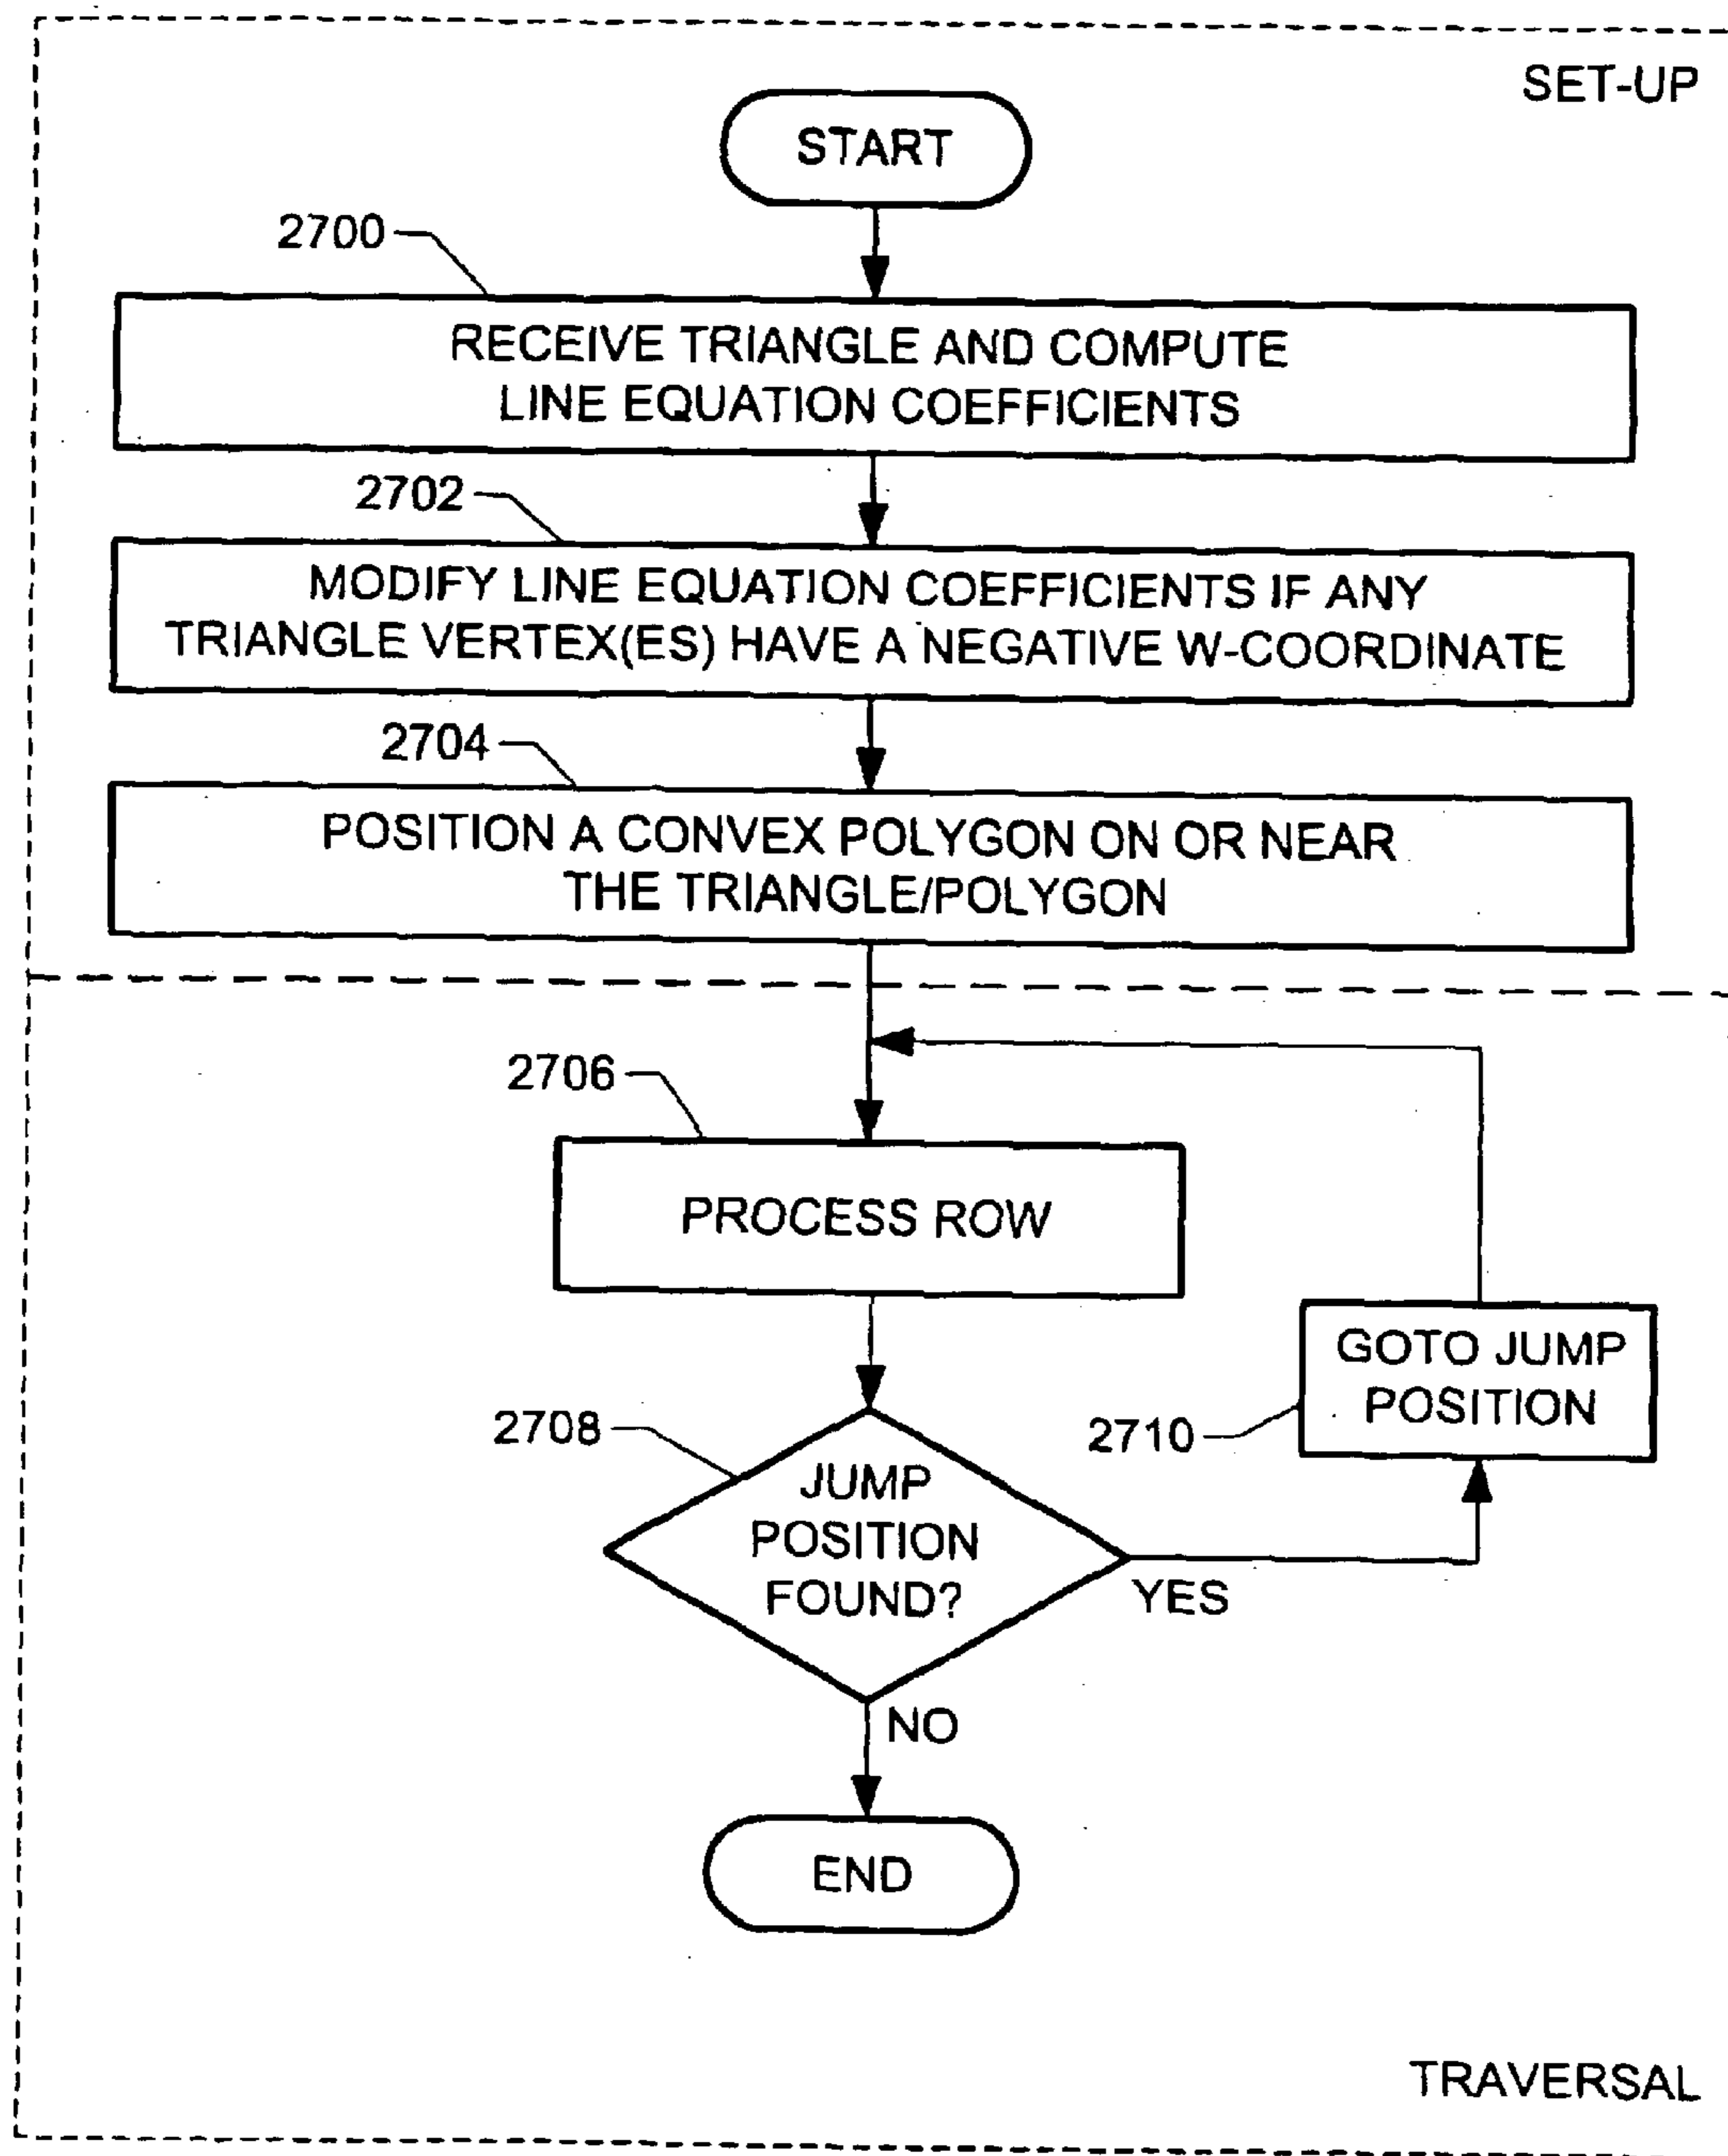 SET-UP
START
2700
RECEIVE TRIANGLE AND COMPUTE
LINE EQUATION COEFFICIENTS
2702
MODIFY LINE EQUATION COEFFICIENTS IF ANY
TRIANGLE VERTEX(ES) HAVE A NEGATIVE W-COORDINATE
2704
POSITION A CONVEX POLYGON ON OR NEAR
THE TRIANGLE/POLYGON
2706
PROCESS ROW
GOTO JUMP
POSITION
2710
2708
JUMP
POSITION
FOUND?
YES
NO
END
TRAVERSAL